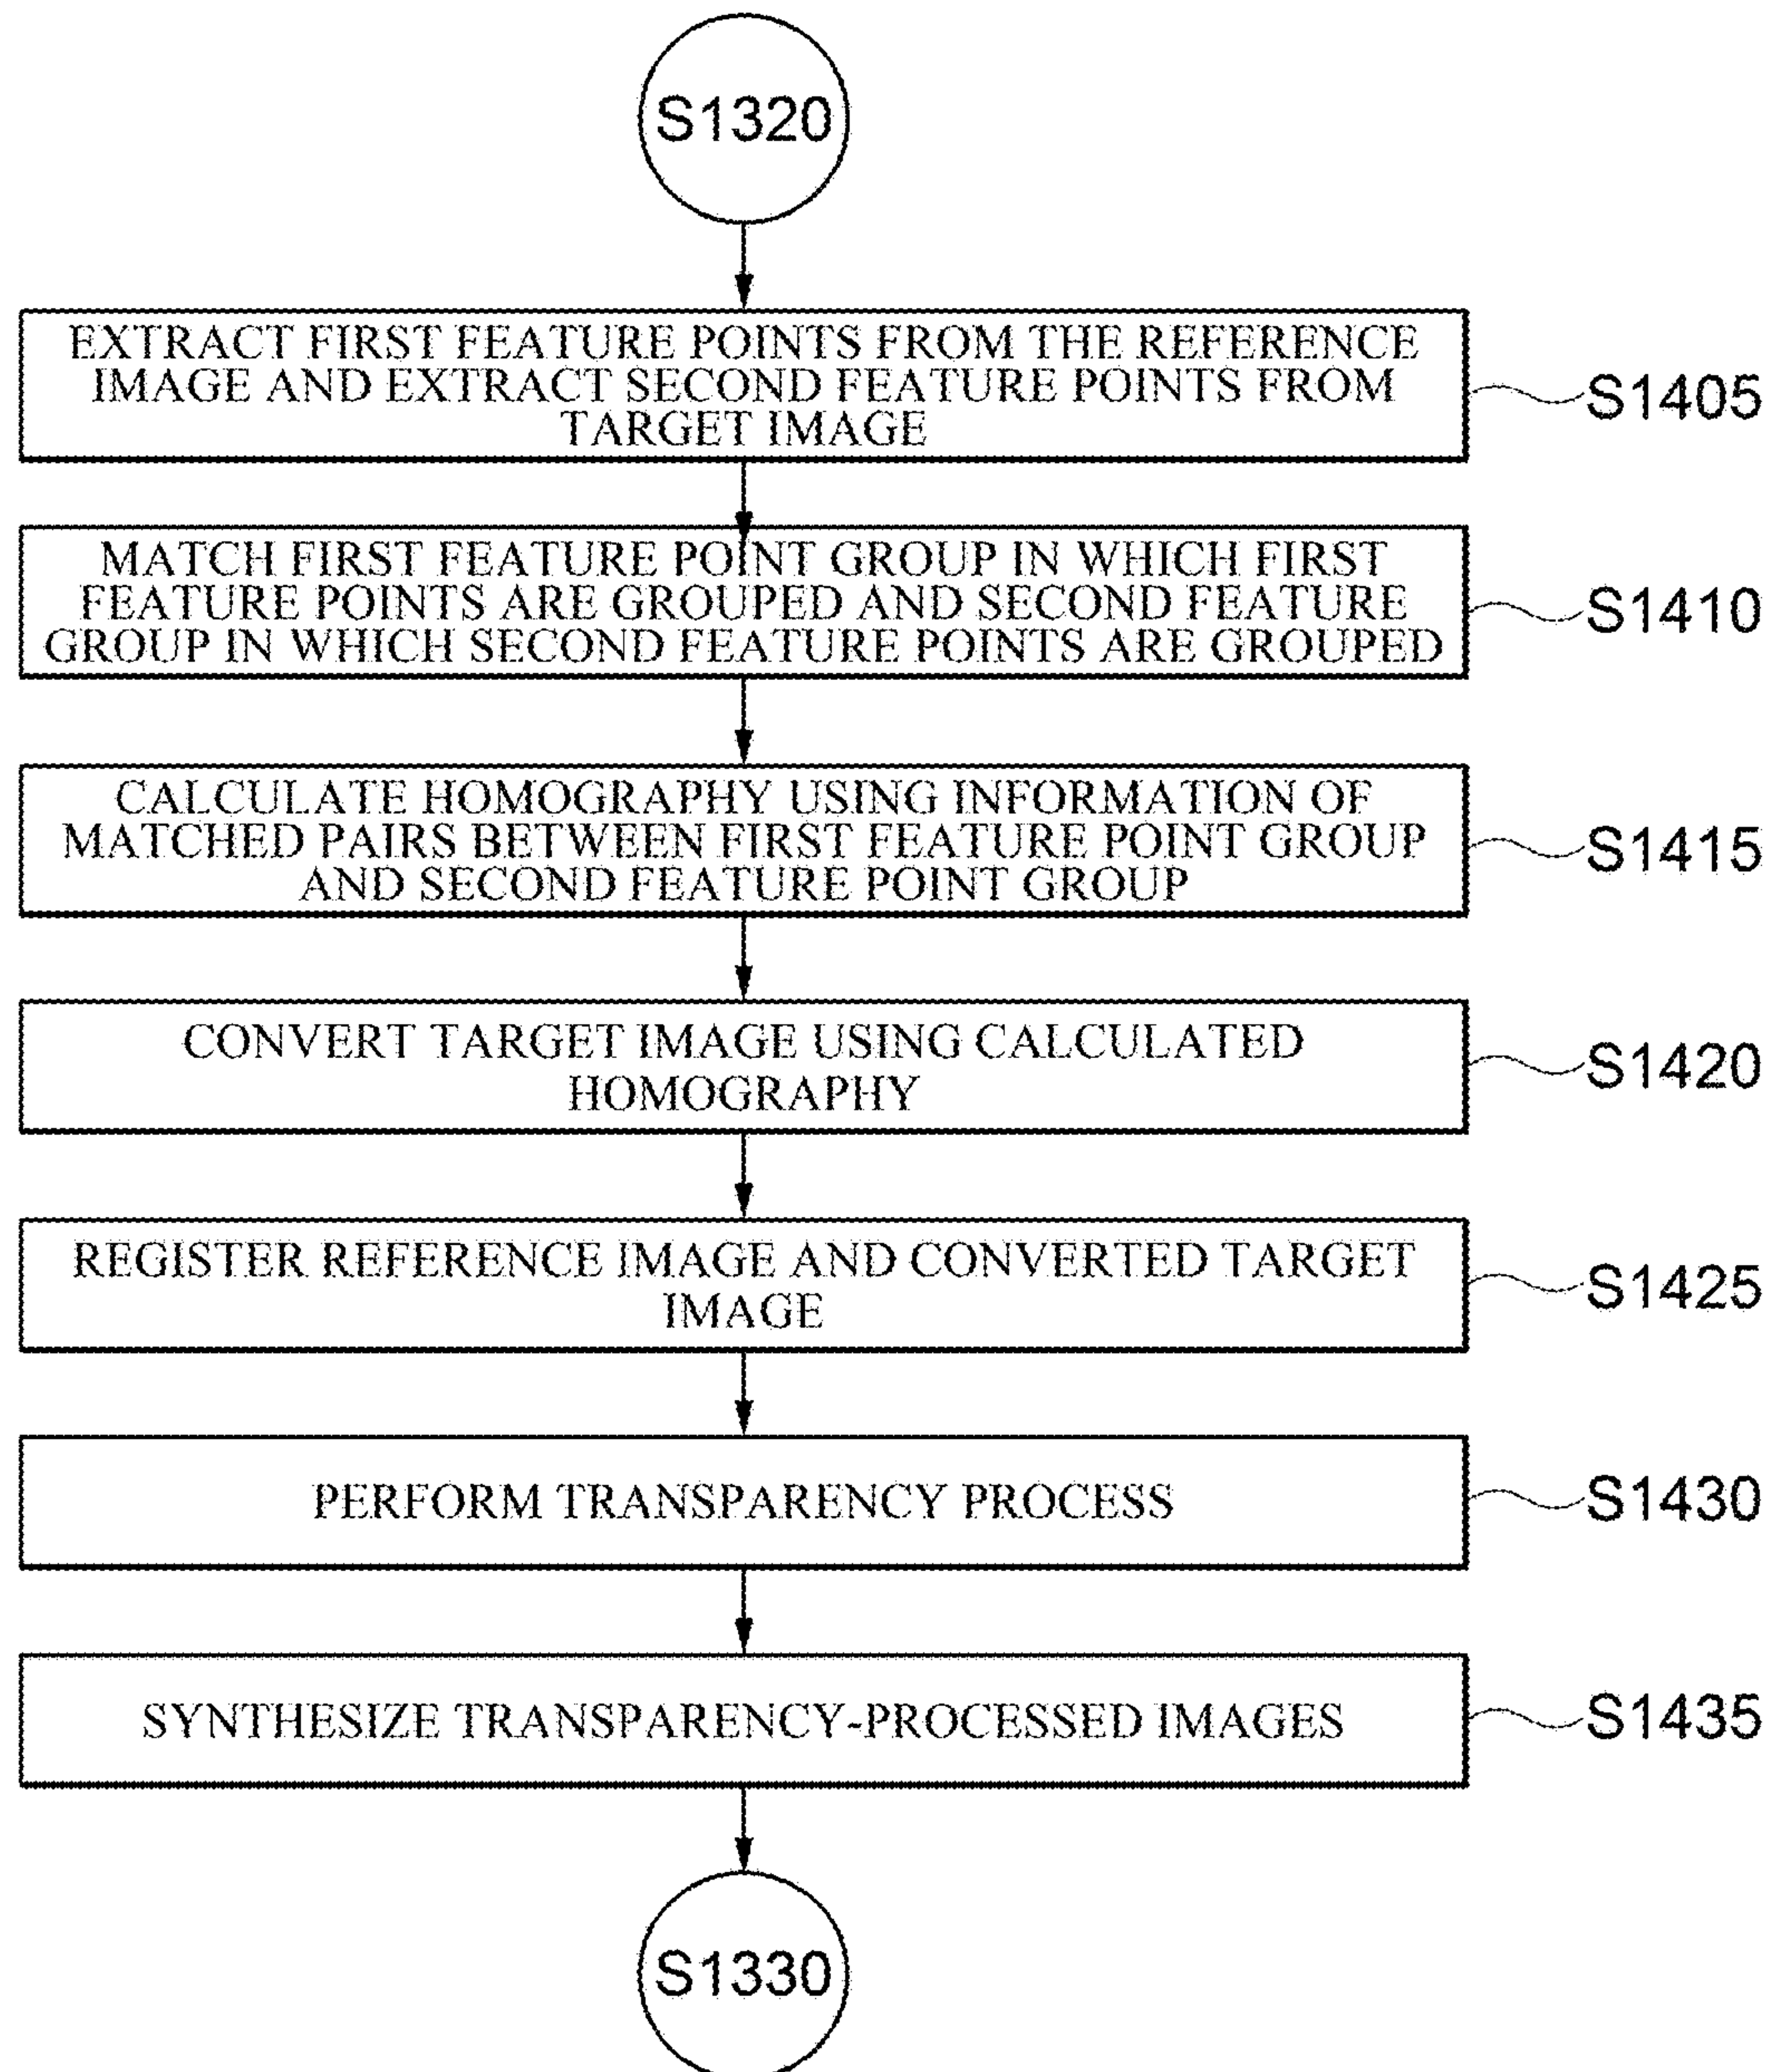 S1320
EXTRACT FIRST FEATURE POINTS FROM THE REFERENCE
IMAGE AND EXTRACT SECOND FEATURE POINTS FROM
TARGET IMAGE
S1405
MATCH FIRST FEATURE POINT GROUP IN WHICH FIRST
FEATURE POINTS ARE GROUPED AND SECOND FEATURE
GROUP IN WHICH SECOND FEATURE POINTS ARE GROUPED
S1410
CALCULATE HOMOGRAPHY USING INFORMATION OF
MATCHED PAIRS BETWEEN FIRST FEATURE POINT GROUP
AND SECOND FEATURE POINT GROUP
S1415
CONVERT TARGET IMAGE USING CALCULATED
HOMOGRAPHY
S1420
REGISTER REFERENCE IMAGE AND CONVERTED TARGET
IMAGE
S1425
PERFORM TRANSPARENCY PROCESS
S1430
SYNTHESIZE TRANSPARENCY-PROCESSED IMAGES
S1435
S1330